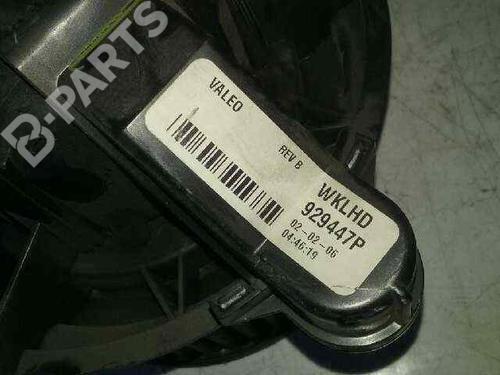 B-PARTS
VALEO
REV B
WKLHD
929447P
02-02-06
04:46:19